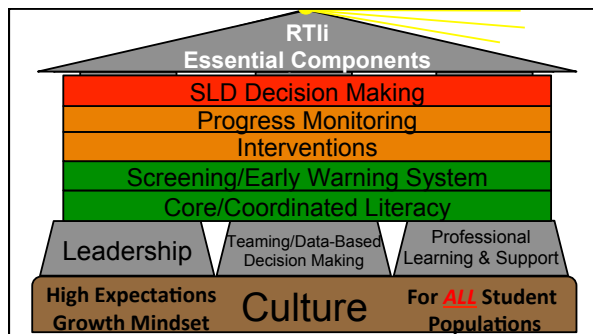 RTIi
Essential Components
SLD Decision Making
Progress Monitoring
Interventions
Screening/Early Warning System
Core/Coordinated Literacy
Leadership
Teaming/Data-Based
Decision Making
Professional
Learning & Support
High Expectations
Growth Mindset
Culture
For ALL Student
Populations